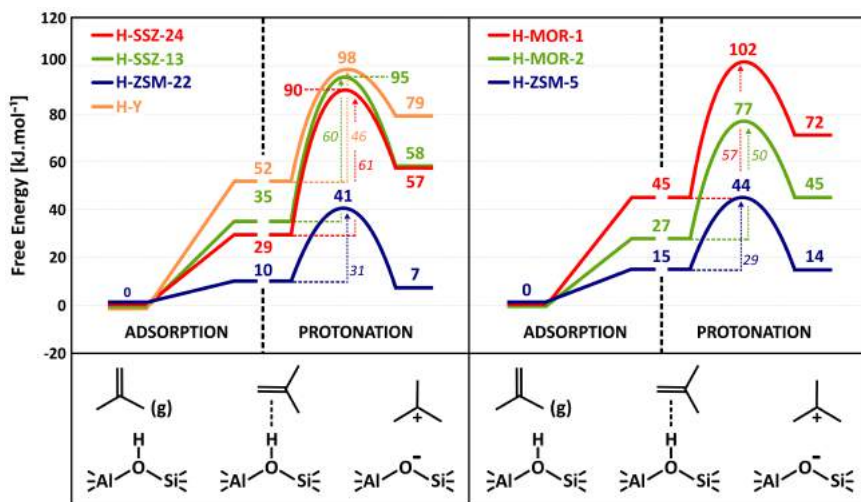 Free Energy [kJ.mol⁻¹]
120
100
80
60
40
20
0
-20
H-SSZ-24
H-SSZ-13
H-ZSM-22
H-Y
98
95
90
79
60
46
61
58
57
52
35
29
41
10
31
7
0
ADSORPTION
PROTONATION
H-MOR-1
H-MOR-2
H-ZSM-5
102
77
72
57
50
45
45
44
27
15
29
14
0
ADSORPTION
PROTONATION
(g)
+
H
H
Al O Si
Al O Si
Al O⁻ Si
(g)
+
H
H
Al O Si
Al O Si
Al O⁻ Si